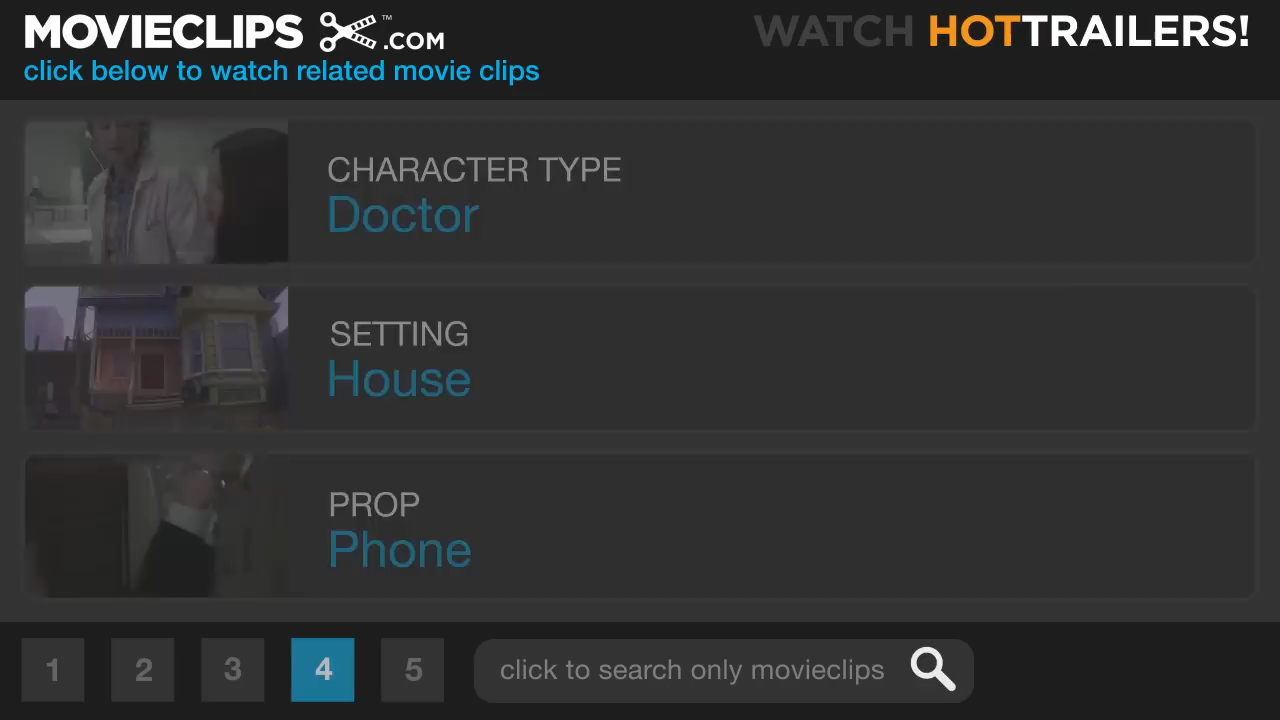 MOVIECLIPS ™ .COM
WATCH HOTTRAILERS!
click below to watch related movie clips
CHARACTER TYPE
Doctor
SETTING
House
PROP
Phone
1 2 3 4 5
click to search only movieclips